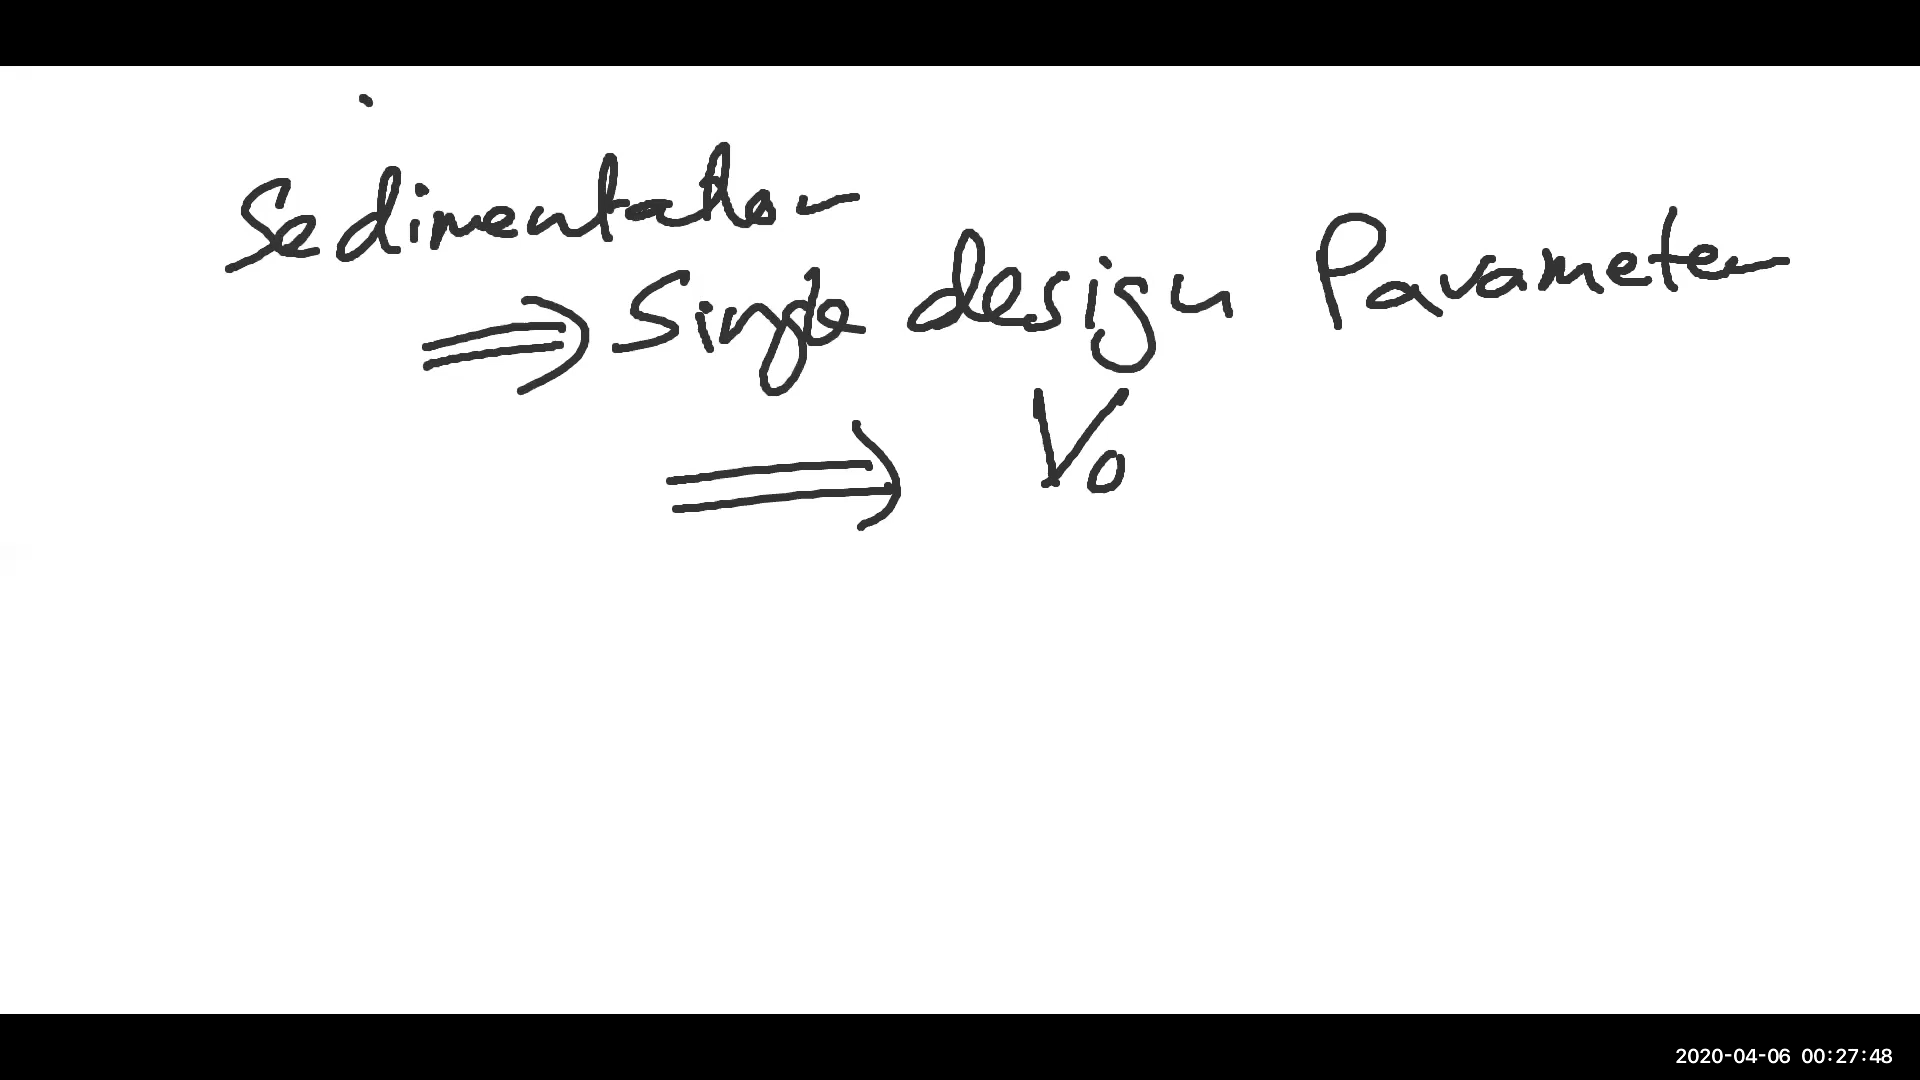 Sedimentation
⇒ Single design Parameter
⇒ V₀
2020-04-06 00:27:48